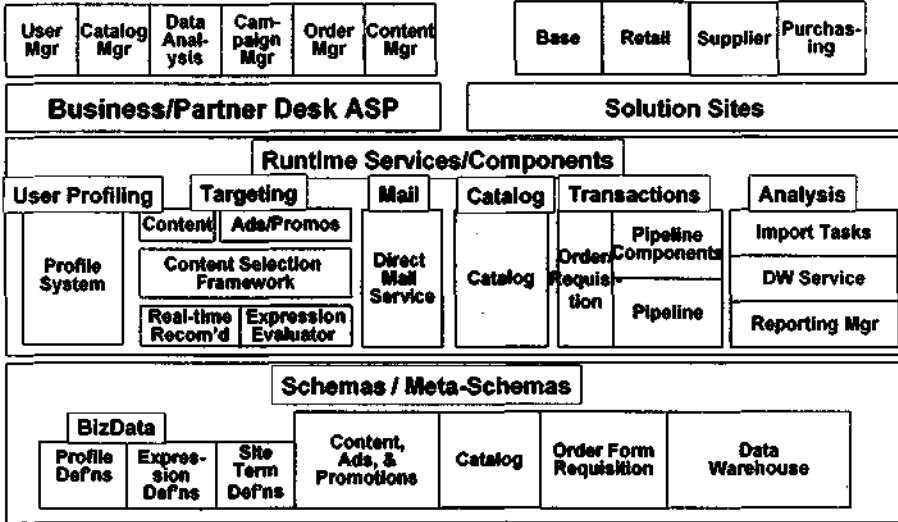 User
Mgr
Catalog
Mgr
Data
Anal-
ysis
Cam-
paign
Mgr
Order
Mgr
Content
Mgr
Base
Retail
Supplier
Purchas-
ing
Business/Partner Desk ASP
Solution Sites
Runtime Services/Components
User Profiling
Targeting
Mail
Catalog
Transactions
Analysis
Profile
System
Content
Ads/Promos
Content Selection
Framework
Real-time
Recom'd
Expression
Evaluator
Direct
Mail
Service
Catalog
Order/
Requisi-
tion
Pipeline
Components
Pipeline
Import Tasks
DW Service
Reporting Mgr
Schemas / Meta-Schemas
BizData
Profile
Def'ns
Expres-
sion
Def'ns
Site
Term
Def'ns
Content,
Ads, &
Promotions
Catalog
Order Form
Requisition
Data
Warehouse